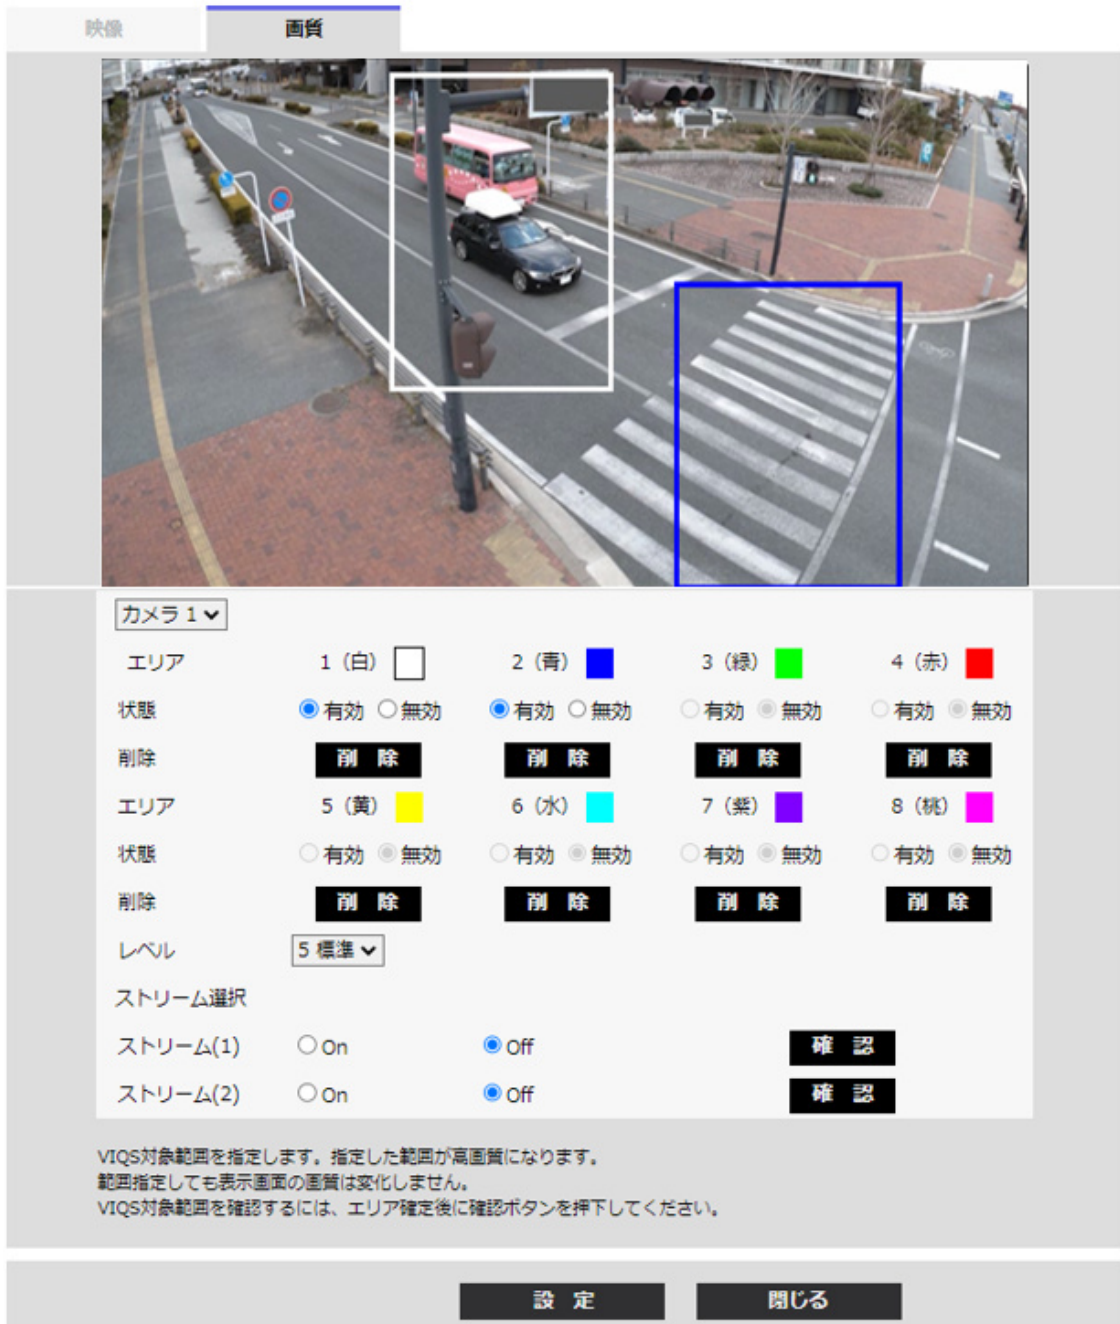 映像 画質
カメラ 1
エリア 1（白） 2（青） 3（緑） 4（赤）
状態 有効 無効 有効 無効 有効 無効 有効 無効
削除 削 除 削 除 削 除 削 除
エリア 5（黄） 6（水） 7（紫） 8（桃）
状態 有効 無効 有効 無効 有効 無効 有効 無効
削除 削 除 削 除 削 除 削 除
レベル 5 標準
ストリーム選択
ストリーム(1) On Off 確 認
ストリーム(2) On Off 確 認
VIQS対象範囲を指定します。指定した範囲が高画質になります。
範囲指定しても表示画面の画質は変化しません。
VIQS対象範囲を確認するには、エリア確定後に確認ボタンを押下してください。
設 定 閉じる